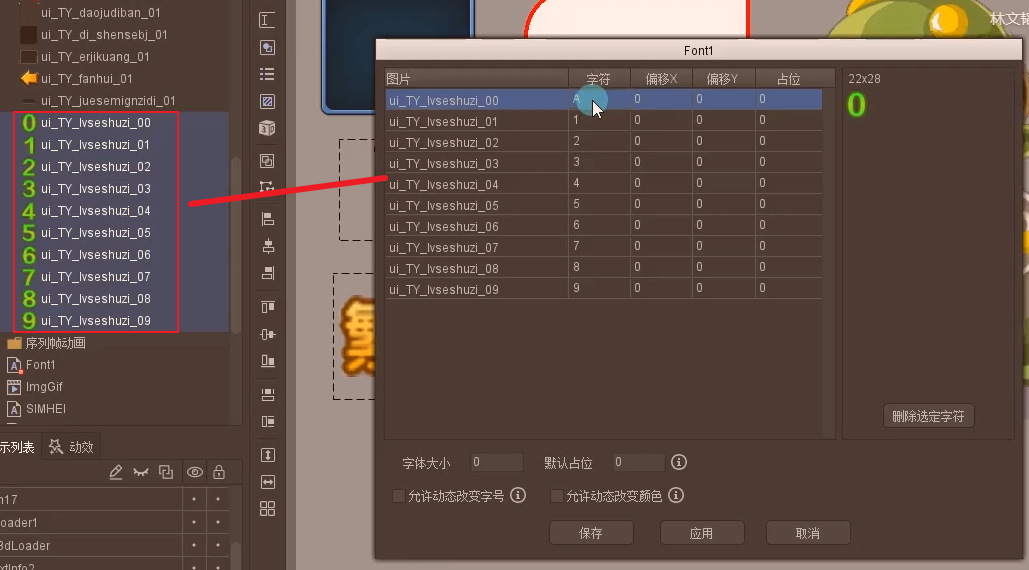 ui_TY_daojudiban_01
ui_TY_di_shensebj_01
ui_TY_erjikuang_01
ui_TY_fanhui_01
ui_TY_juesemignzidi_01
0 ui_TY_lvseshuzi_00
1 ui_TY_lvseshuzi_01
2 ui_TY_lvseshuzi_02
3 ui_TY_lvseshuzi_03
4 ui_TY_lvseshuzi_04
5 ui_TY_lvseshuzi_05
6 ui_TY_lvseshuzi_06
7 ui_TY_lvseshuzi_07
8 ui_TY_lvseshuzi_08
9 ui_TY_lvseshuzi_09
序列帧动画
Font1
ImgGif
SIMHEI
示列表 动效
n17
oader1
3dLoader
extInfo2
林文
Font1
图片 字符 偏移X 偏移Y 占位
ui_TY_lvseshuzi_00 A 0 0 0
ui_TY_lvseshuzi_01 1 0 0 0
ui_TY_lvseshuzi_02 2 0 0 0
ui_TY_lvseshuzi_03 3 0 0 0
ui_TY_lvseshuzi_04 4 0 0 0
ui_TY_lvseshuzi_05 5 0 0 0
ui_TY_lvseshuzi_06 6 0 0 0
ui_TY_lvseshuzi_07 7 0 0 0
ui_TY_lvseshuzi_08 8 0 0 0
ui_TY_lvseshuzi_09 9 0 0 0
22x28
0
删除选定字符
字体大小 0 默认占位 0
允许动态改变字号 允许动态改变颜色
保存 应用 取消